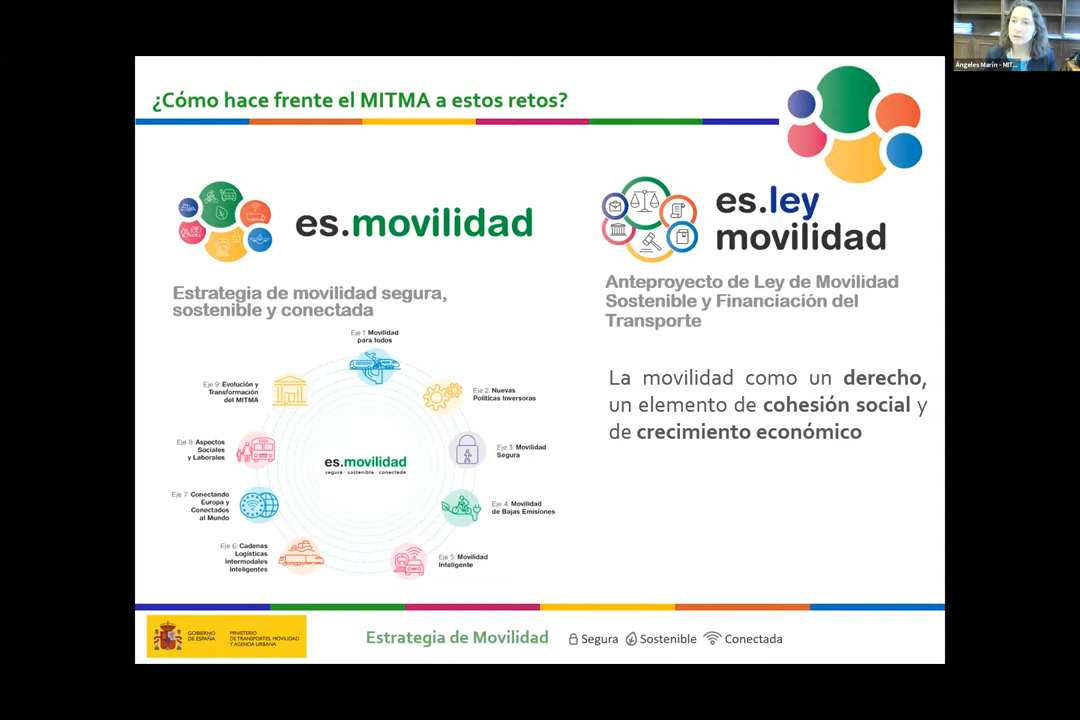 Ángeles Marín - MIT...
¿Cómo hace frente el MITMA a estos retos?
es.movilidad
Estrategia de movilidad segura,
sostenible y conectada
Eje 1: Movilidad
para todos
Eje 2: Nuevas
Políticas Inversoras
Eje 3: Movilidad
Segura
Eje 4: Movilidad
de Bajas Emisiones
Eje 5: Movilidad
Inteligente
Eje 6: Cadenas
Logísticas
Intermodales
Inteligentes
Eje 7: Conectando
Europa y
Conectados
al Mundo
Eje 8: Aspectos
Sociales
y Laborales
Eje 9: Evolución y
Transformación
del MITMA
es.movilidad
segura · sostenible · conectada
es.ley
movilidad
Anteproyecto de Ley de Movilidad
Sostenible y Financiación del
Transporte
La movilidad como un derecho,
un elemento de cohesión social y
de crecimiento económico
GOBIERNO
DE ESPAÑA
MINISTERIO
DE TRANSPORTES, MOVILIDAD
Y AGENDA URBANA
Estrategia de Movilidad
Segura
Sostenible
Conectada